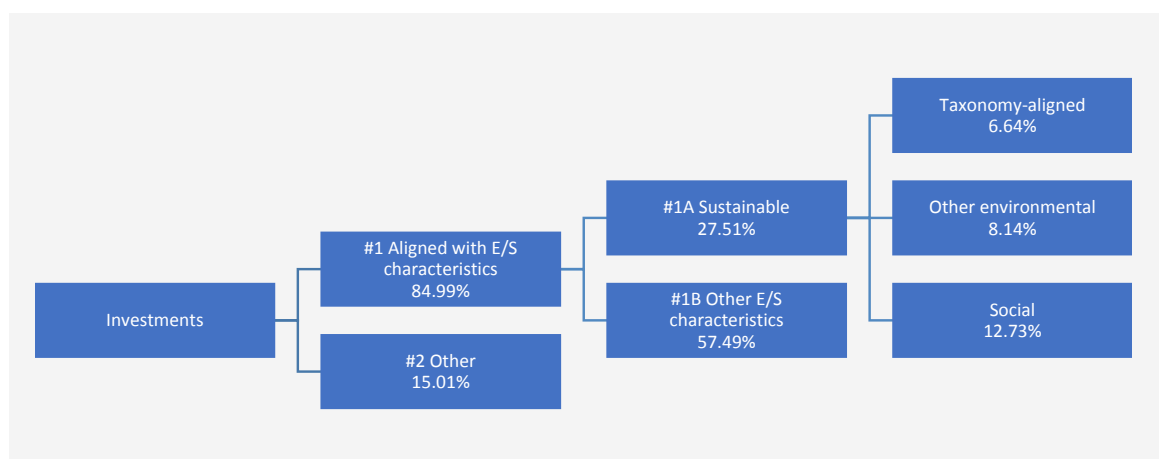 Investments
#1 Aligned with E/S
characteristics
84.99%
#2 Other
15.01%
#1A Sustainable
27.51%
#1B Other E/S
characteristics
57.49%
Taxonomy-aligned
6.64%
Other environmental
8.14%
Social
12.73%